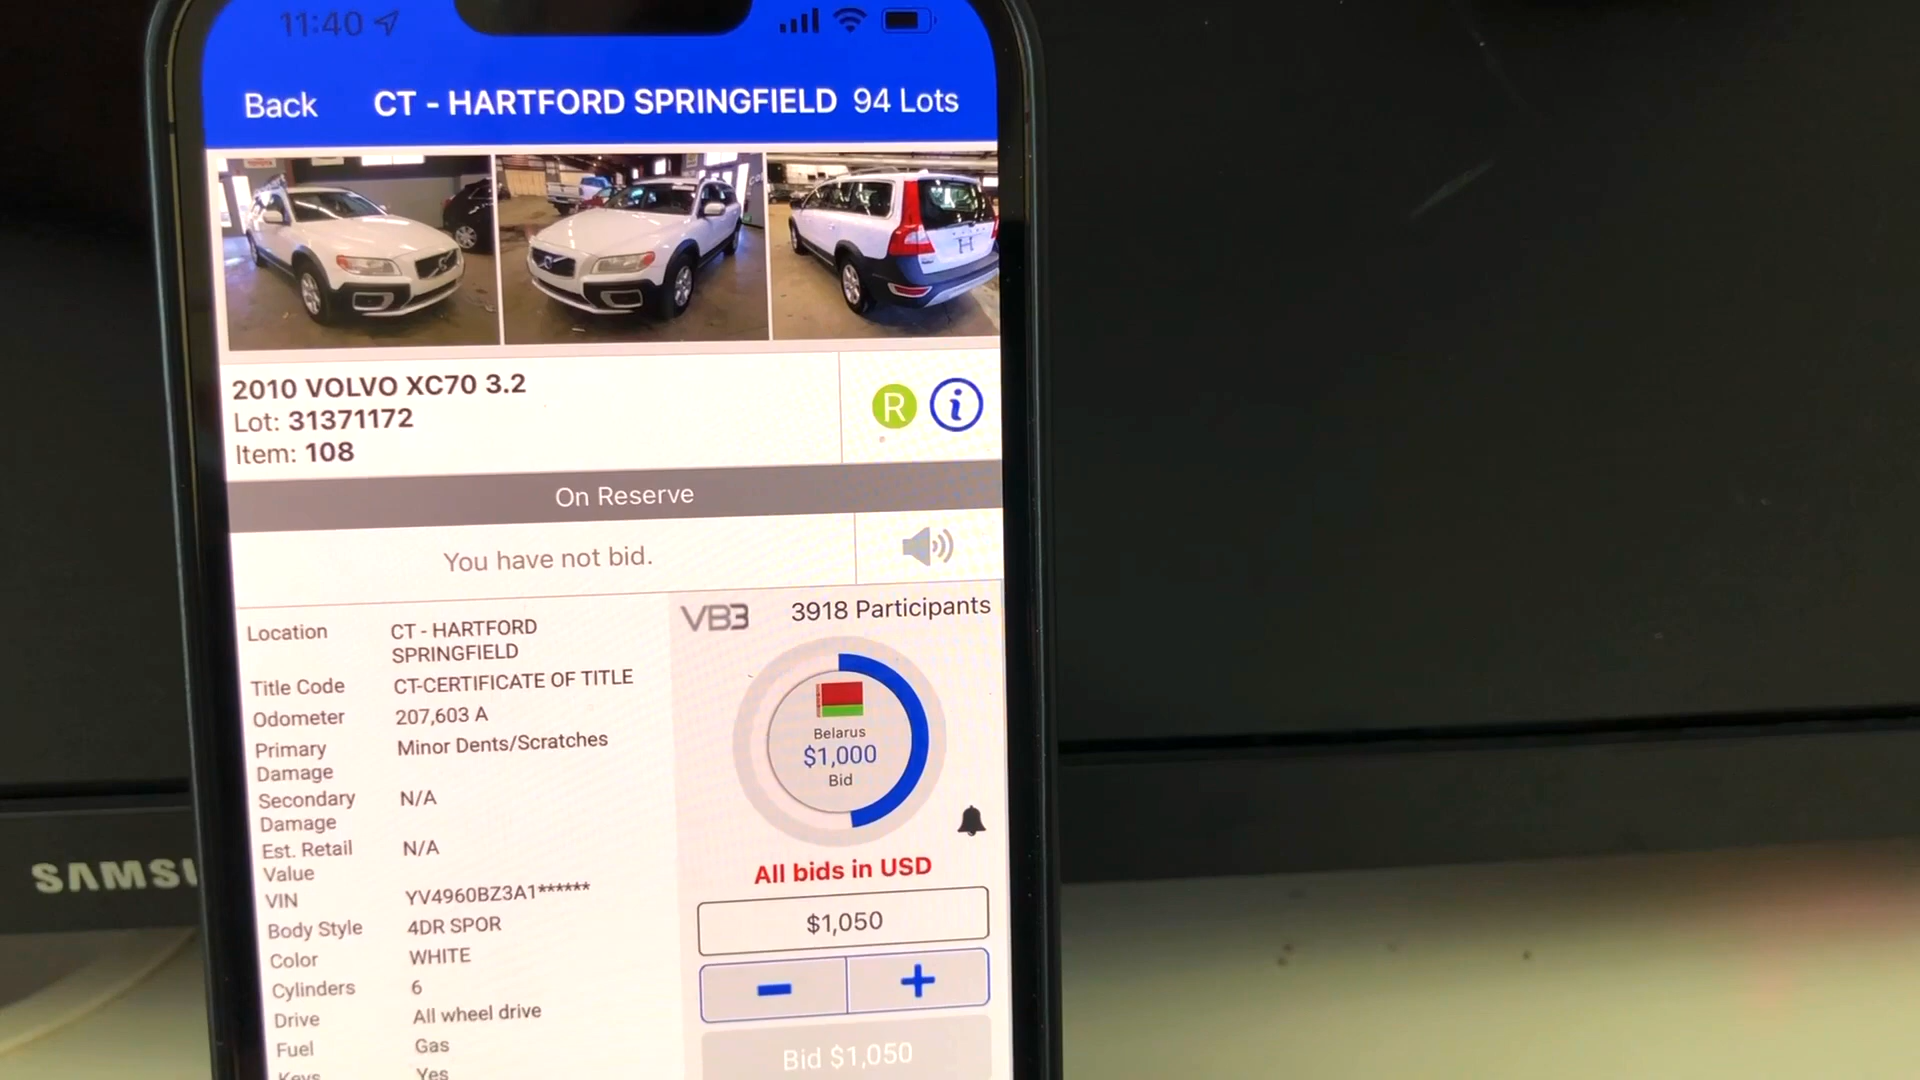 11:40
Back CT - HARTFORD SPRINGFIELD 94 Lots
2010 VOLVO XC70 3.2
Lot: 31371172
Item: 108
R i
On Reserve
You have not bid.
VB3 3918 Participants
Location CT - HARTFORD
SPRINGFIELD
Title Code CT-CERTIFICATE OF TITLE
Odometer 207,603 A
Primary Damage Minor Dents/Scratches
Secondary Damage N/A
Est. Retail Value N/A
VIN YV4960BZ3A1******
Body Style 4DR SPOR
Color WHITE
Cylinders 6
Drive All wheel drive
Fuel Gas
Keys Yes
Belarus
$1,000
Bid
All bids in USD
$1,050
- +
Bid $1,050
SAMS